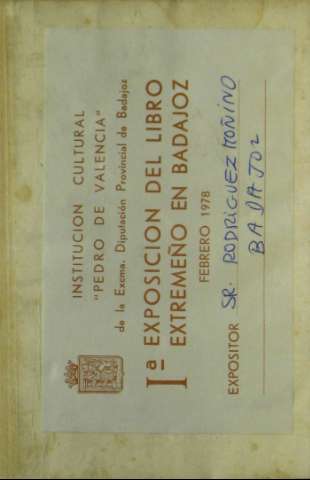 INSTITUCION CULTURAL
"PEDRO DE VALENCIA"
de la Excma. Diputación Provincial de Badajoz
Iª EXPOSICION DEL LIBRO
EXTREMEÑO EN BADAJOZ
FEBRERO 1978
EXPOSITOR SR. RODRIGUEZ MOÑINO
BADAJOZ